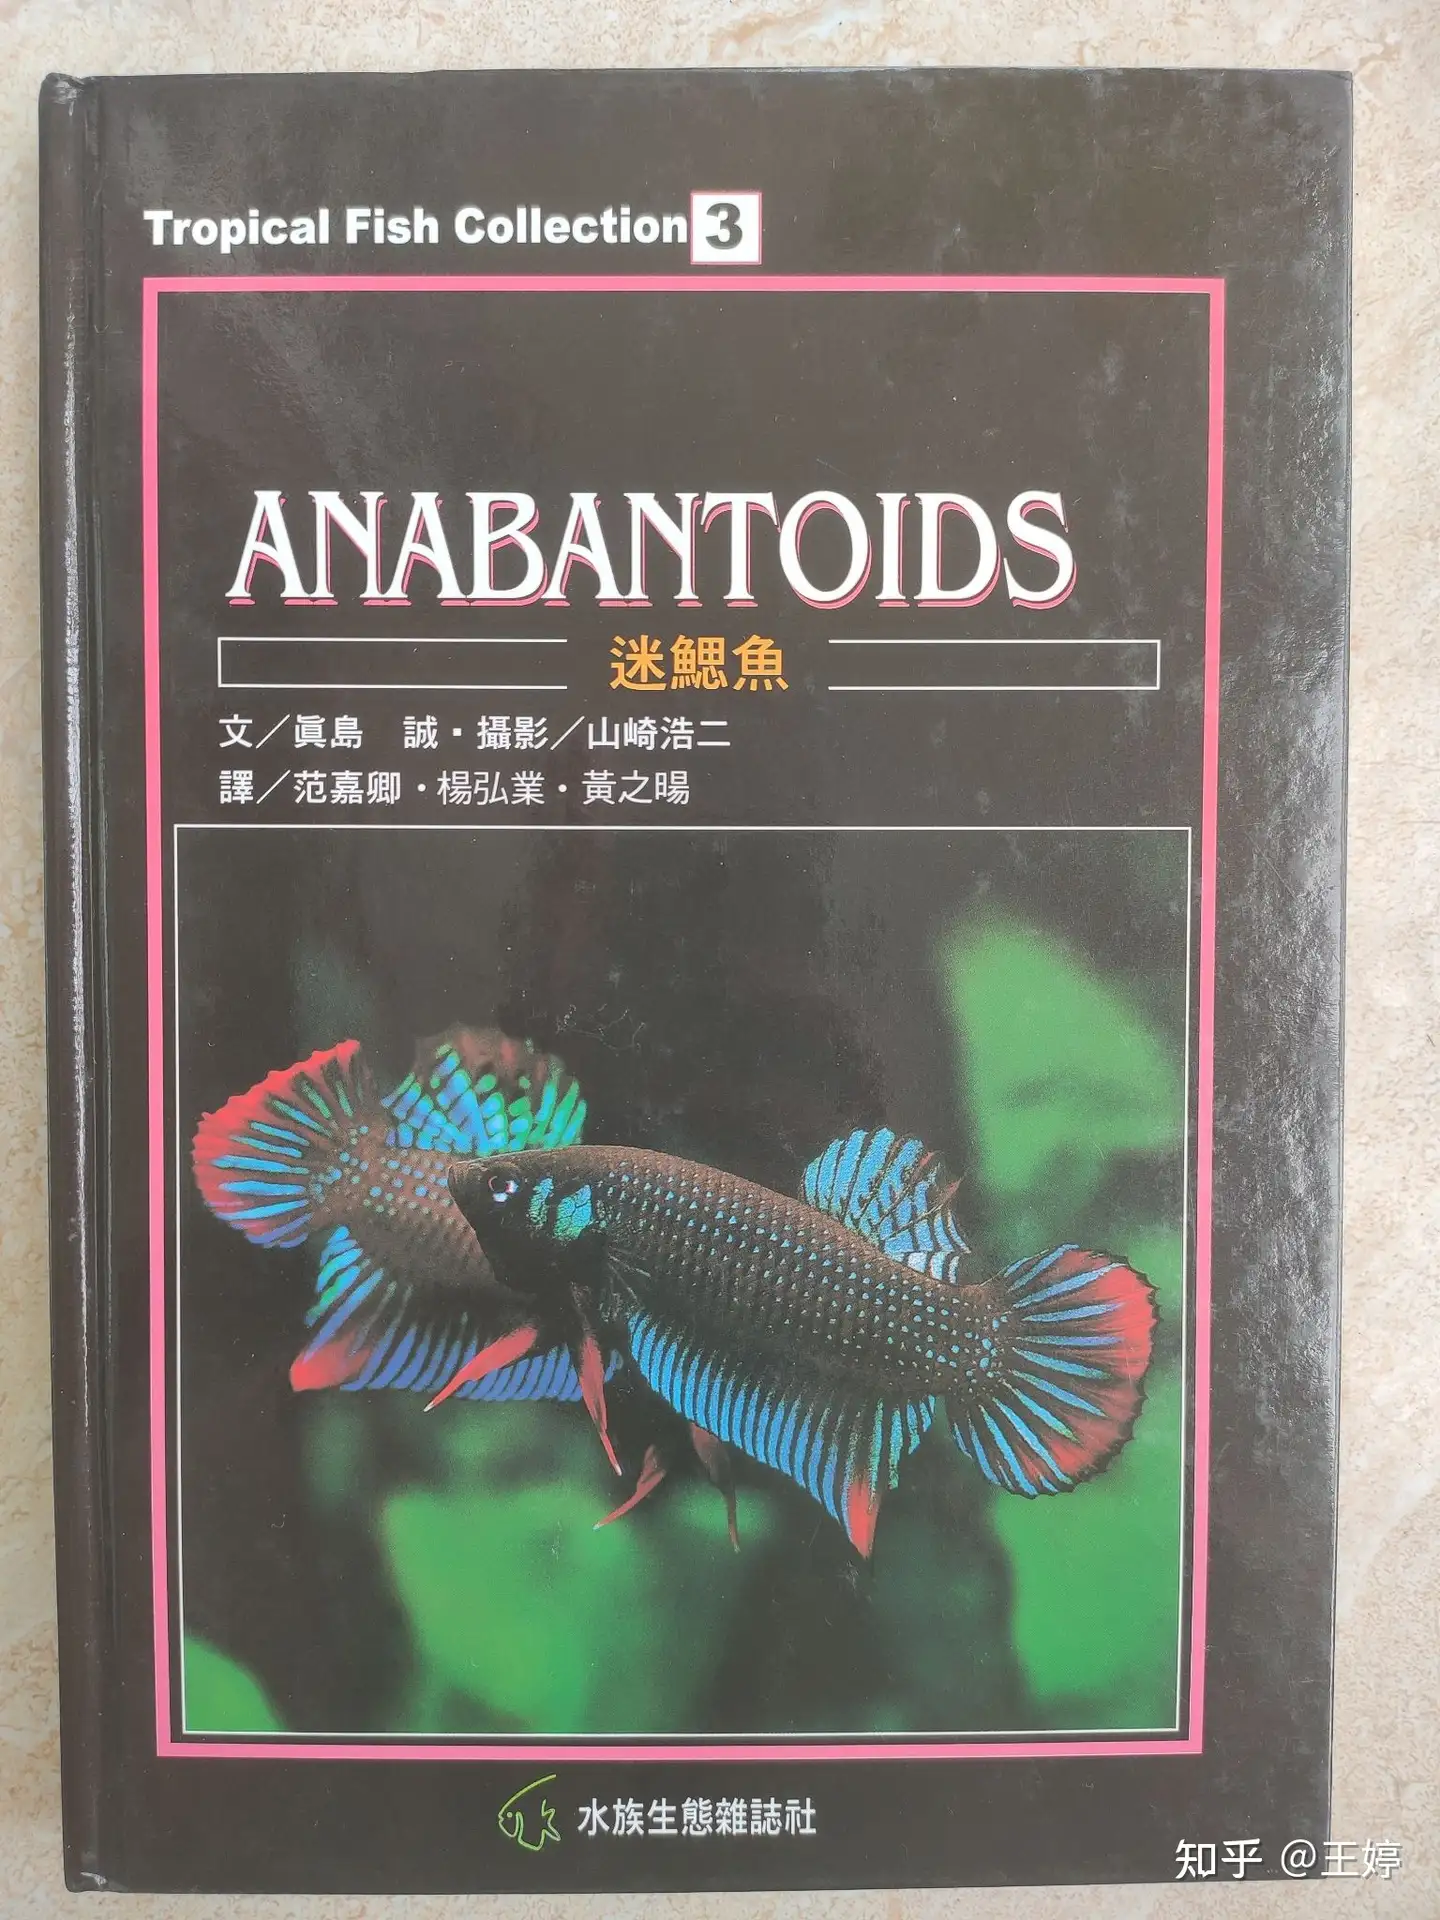 Tropical Fish Collection 3
ANABANTOIDS
迷鰓魚
文／眞島　誠·攝影／山崎浩二
譯／范嘉卿·楊弘業·黃之暘
水族生態雜誌社
知乎 @王婷